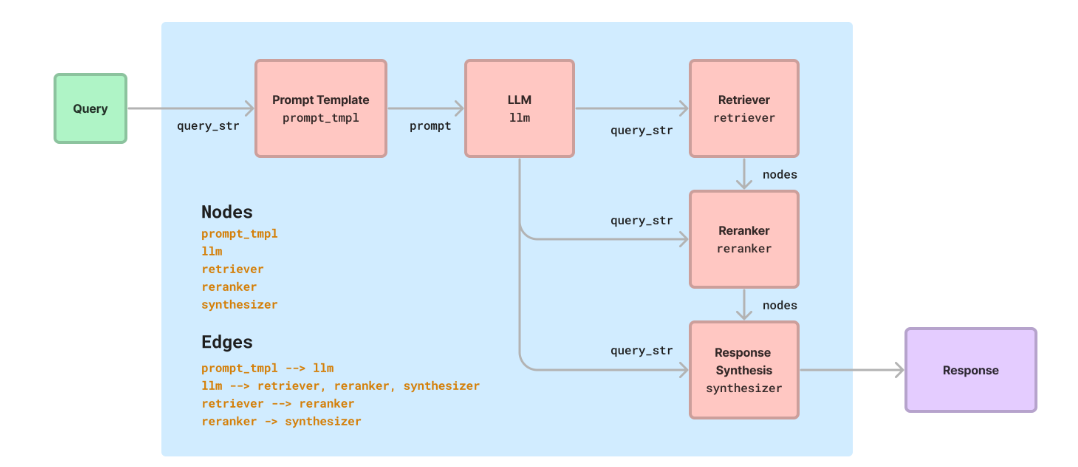 Query
query_str
Prompt Template
prompt_tmpl
prompt
LLM
llm
query_str
Retriever
retriever
nodes
query_str
Reranker
reranker
nodes
query_str
Response
Synthesis
synthesizer
Response
Nodes
prompt_tmpl
llm
retriever
reranker
synthesizer
Edges
prompt_tmpl --> llm
llm --> retriever, reranker, synthesizer
retriever --> reranker
reranker -> synthesizer